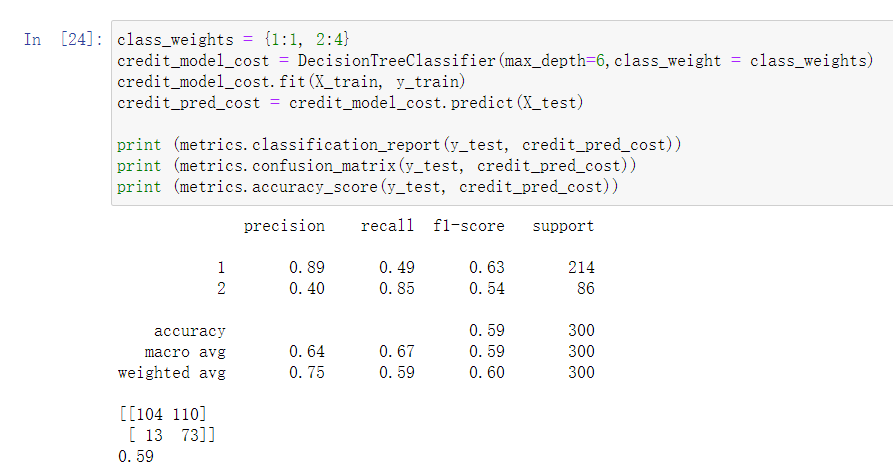 In [24]: class_weights = {1:1, 2:4}
credit_model_cost = DecisionTreeClassifier(max_depth=6,class_weight = class_weights)
credit_model_cost.fit(X_train, y_train)
credit_pred_cost = credit_model_cost.predict(X_test)
print (metrics.classification_report(y_test, credit_pred_cost))
print (metrics.confusion_matrix(y_test, credit_pred_cost))
print (metrics.accuracy_score(y_test, credit_pred_cost))
precision recall f1-score support
1 0.89 0.49 0.63 214
2 0.40 0.85 0.54 86
accuracy 0.59 300
macro avg 0.64 0.67 0.59 300
weighted avg 0.75 0.59 0.60 300
[[104 110]
[ 13 73]]
0.59